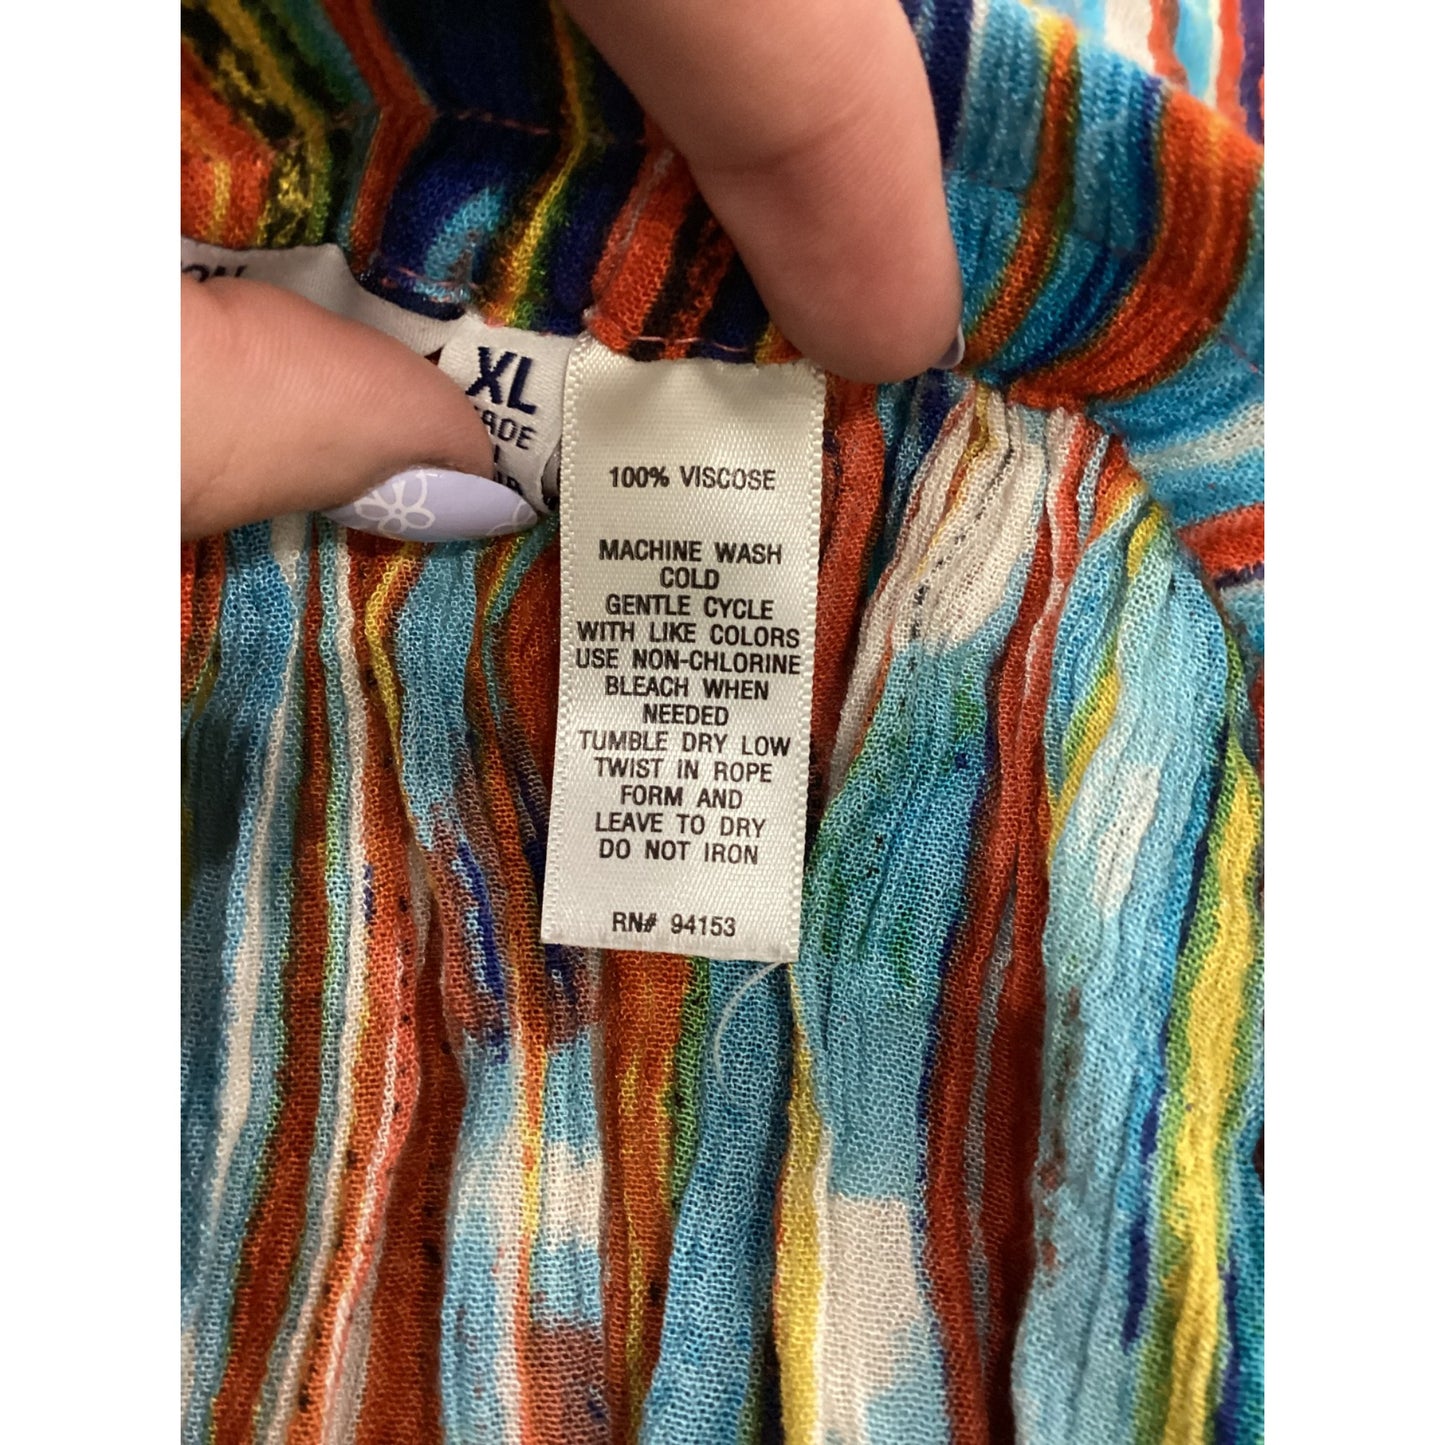 XL
100% VISCOSE
MACHINE WASH
COLD
GENTLE CYCLE
WITH LIKE COLORS
USE NON-CHLORINE
BLEACH WHEN
NEEDED
TUMBLE DRY LOW
TWIST IN ROPE
FORM AND
LEAVE TO DRY
DO NOT IRON
RN# 94153